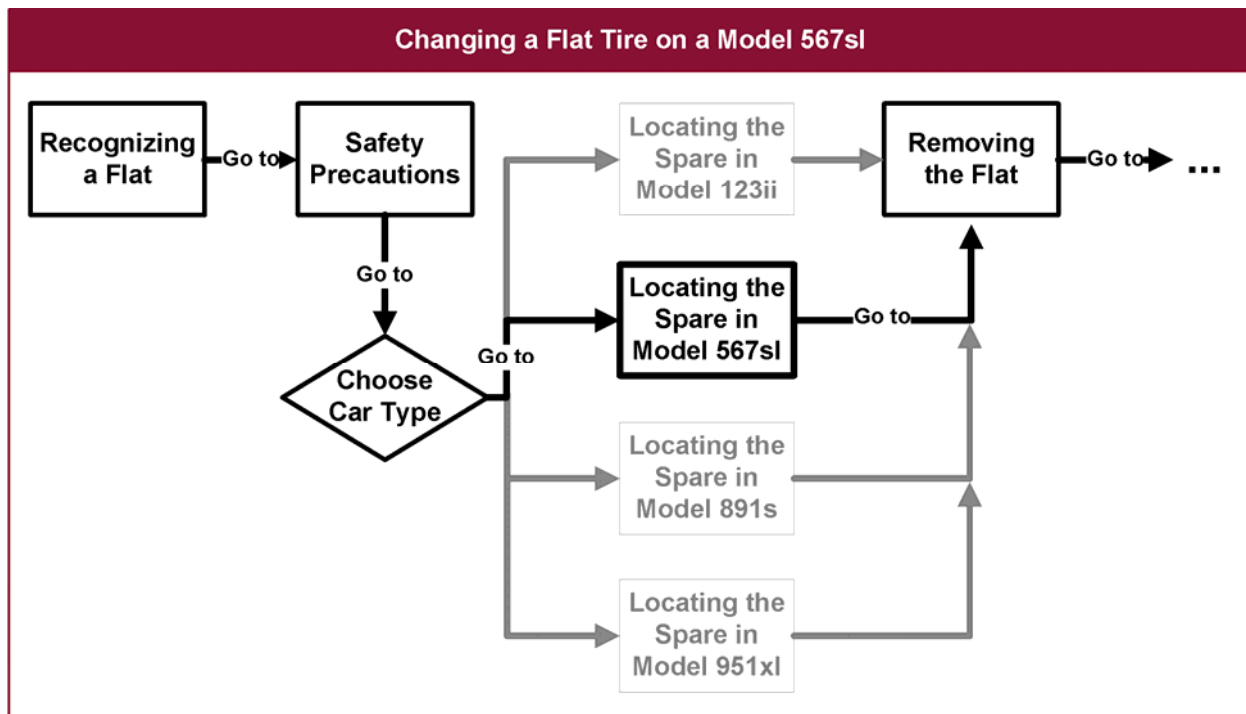 Changing a Flat Tire on a Model 567sl
Recognizing
a Flat
Go to
Safety
Precautions
Go to
Choose
Car Type
Go to
Locating the
Spare in
Model 123ii
Locating the
Spare in
Model 567sl
Go to
Locating the
Spare in
Model 891s
Locating the
Spare in
Model 951xl
Removing
the Flat
Go to
...